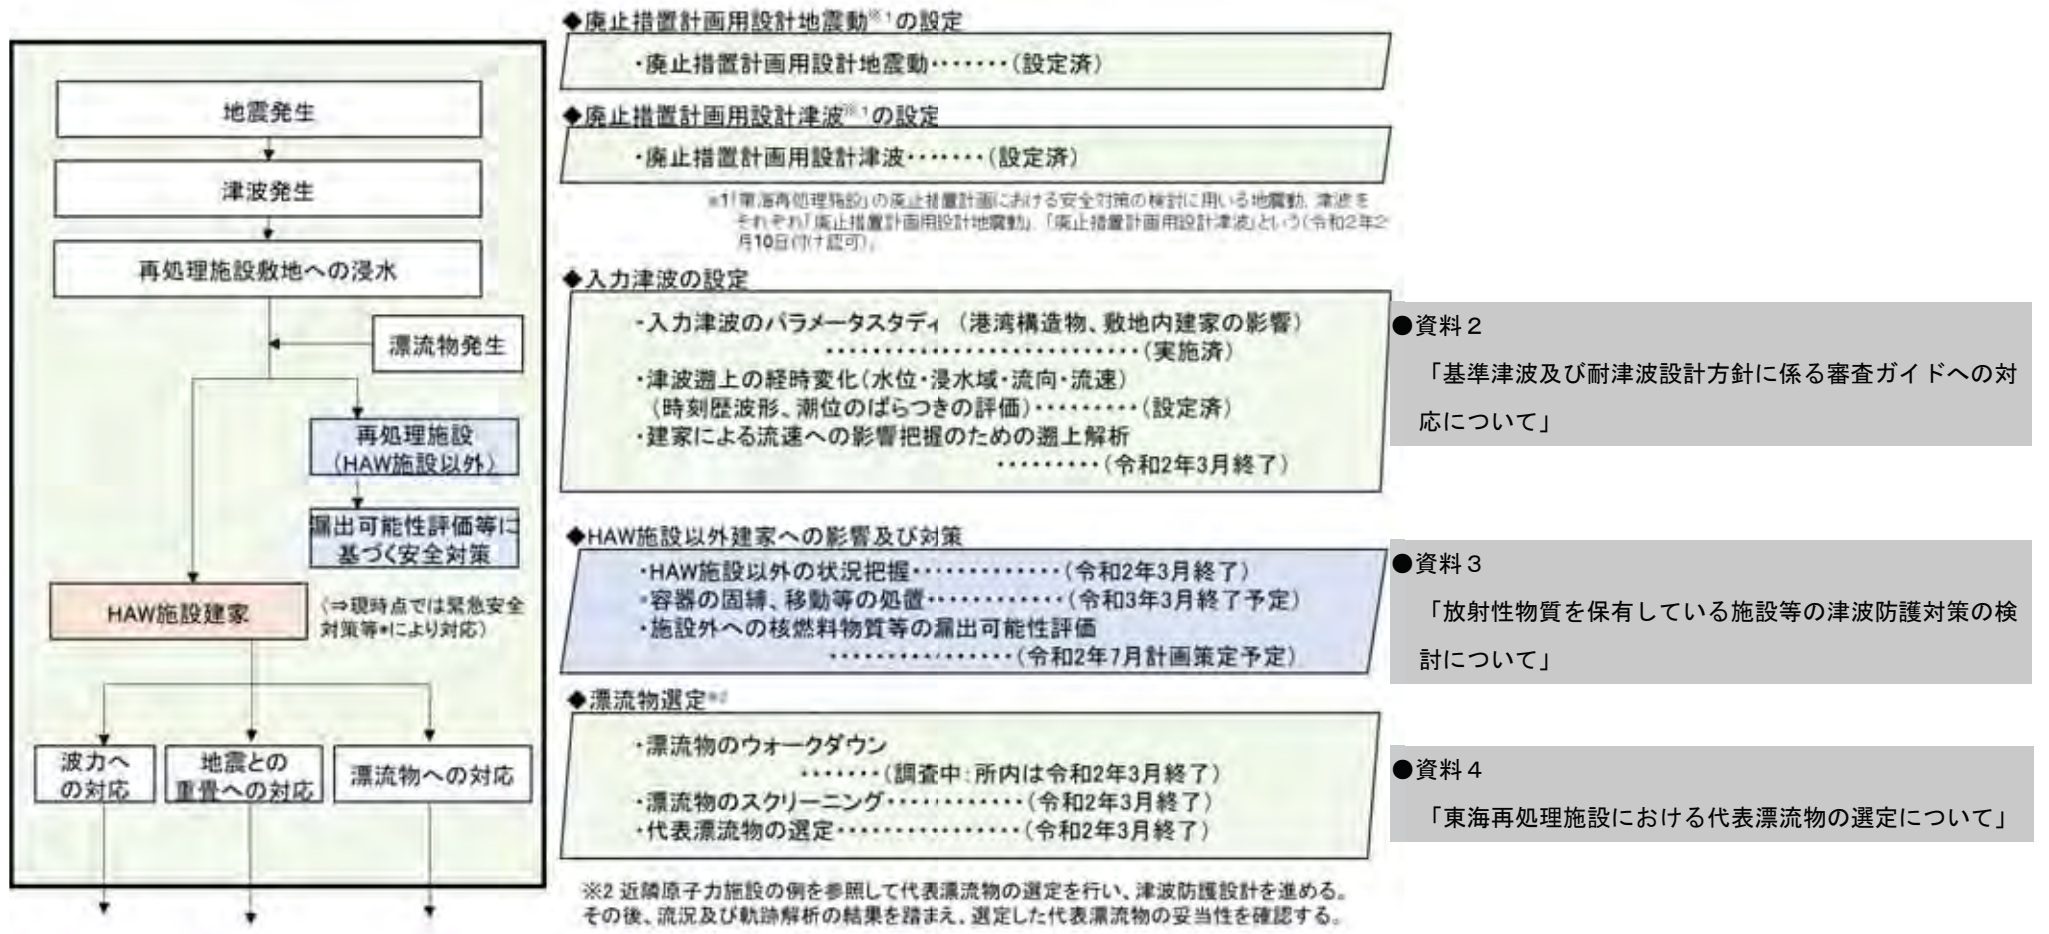 地震発生
津波発生
再処理施設敷地への浸水
漂流物発生
再処理施設
（HAW施設以外）
漏出可能性評価等に
基づく安全対策
HAW施設建家
（⇒現時点では緊急安全
対策等*により対応）
波力へ
の対応
地震との
重畳への対応
漂流物への対応
◆廃止措置計画用設計地震動※1の設定
・廃止措置計画用設計地震動･･･････（設定済）
◆廃止措置計画用設計津波※1の設定
・廃止措置計画用設計津波･･･････（設定済）
※1「東海再処理施設」の廃止措置計画における安全対策の検討に用いる地震動、津波を
それぞれ「廃止措置計画用設計地震動」、「廃止措置計画用設計津波」という（令和2年2
月10日付け認可）。
◆入力津波の設定
・入力津波のパラメータスタディ （港湾構造物、敷地内建家の影響）
･･･････････････････････････（実施済）
・津波遡上の経時変化（水位・浸水域・流向・流速）
（時刻歴波形、潮位のばらつきの評価）･････････（設定済）
・建家による流速への影響把握のための遡上解析
･････････（令和2年3月終了）
◆HAW施設以外建家への影響及び対策
・HAW施設以外の状況把握･････････････（令和2年3月終了）
・容器の固縛、移動等の処置････････････（令和3年3月終了予定）
・施設外への核燃料物質等の漏出可能性評価
････････････････（令和2年7月計画策定予定）
◆漂流物選定※2
・漂流物のウォークダウン
･･･････（調査中：所内は令和2年3月終了）
・漂流物のスクリーニング････････････（令和2年3月終了）
・代表漂流物の選定････････････････（令和2年3月終了）
※2 近隣原子力施設の例を参照して代表漂流物の選定を行い、津波防護設計を進める。
その後、流況及び軌跡解析の結果を踏まえ、選定した代表漂流物の妥当性を確認する。
●資料２
「基準津波及び耐津波設計方針に係る審査ガイドへの対
応について」
●資料３
「放射性物質を保有している施設等の津波防護対策の検
討について」
●資料４
「東海再処理施設における代表漂流物の選定について」